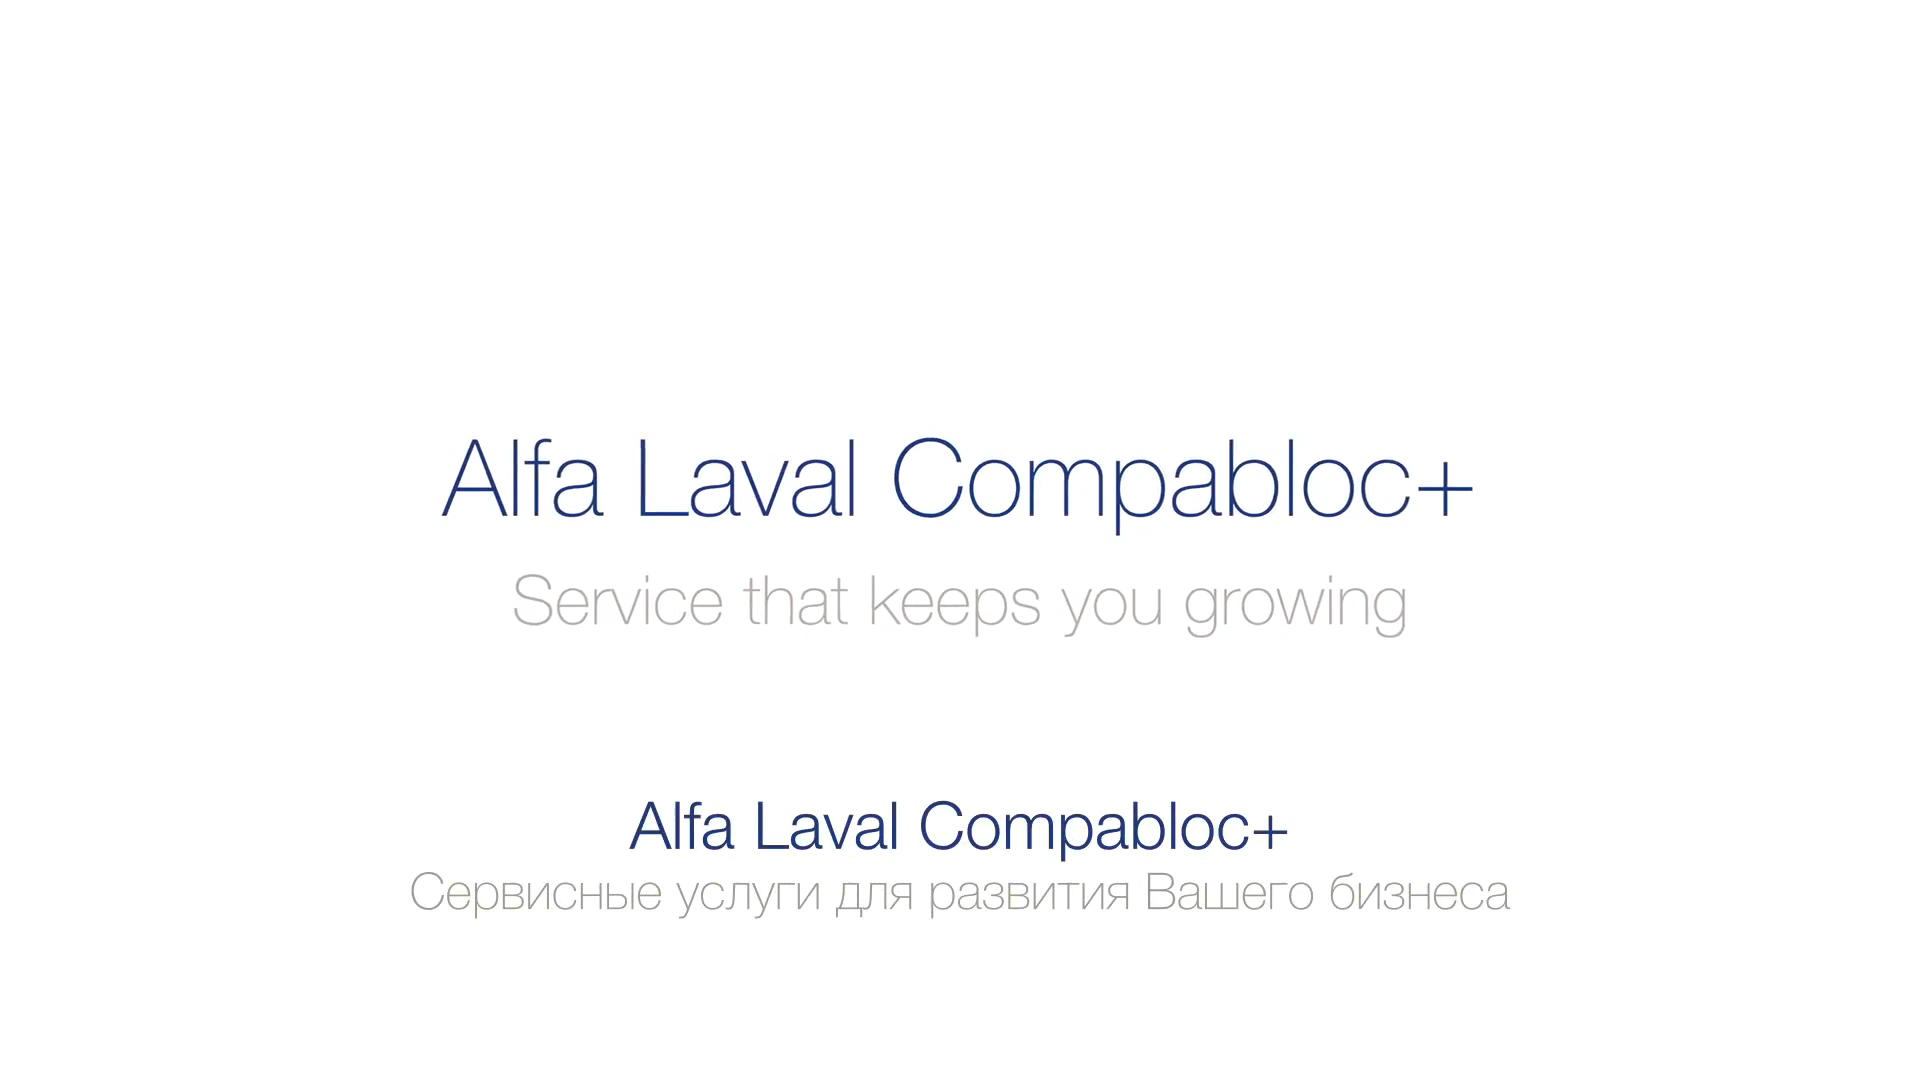 Alfa Laval Compabloc+
Service that keeps you growing
Alfa Laval Compabloc+
Сервисные услуги для развития Вашего бизнеса